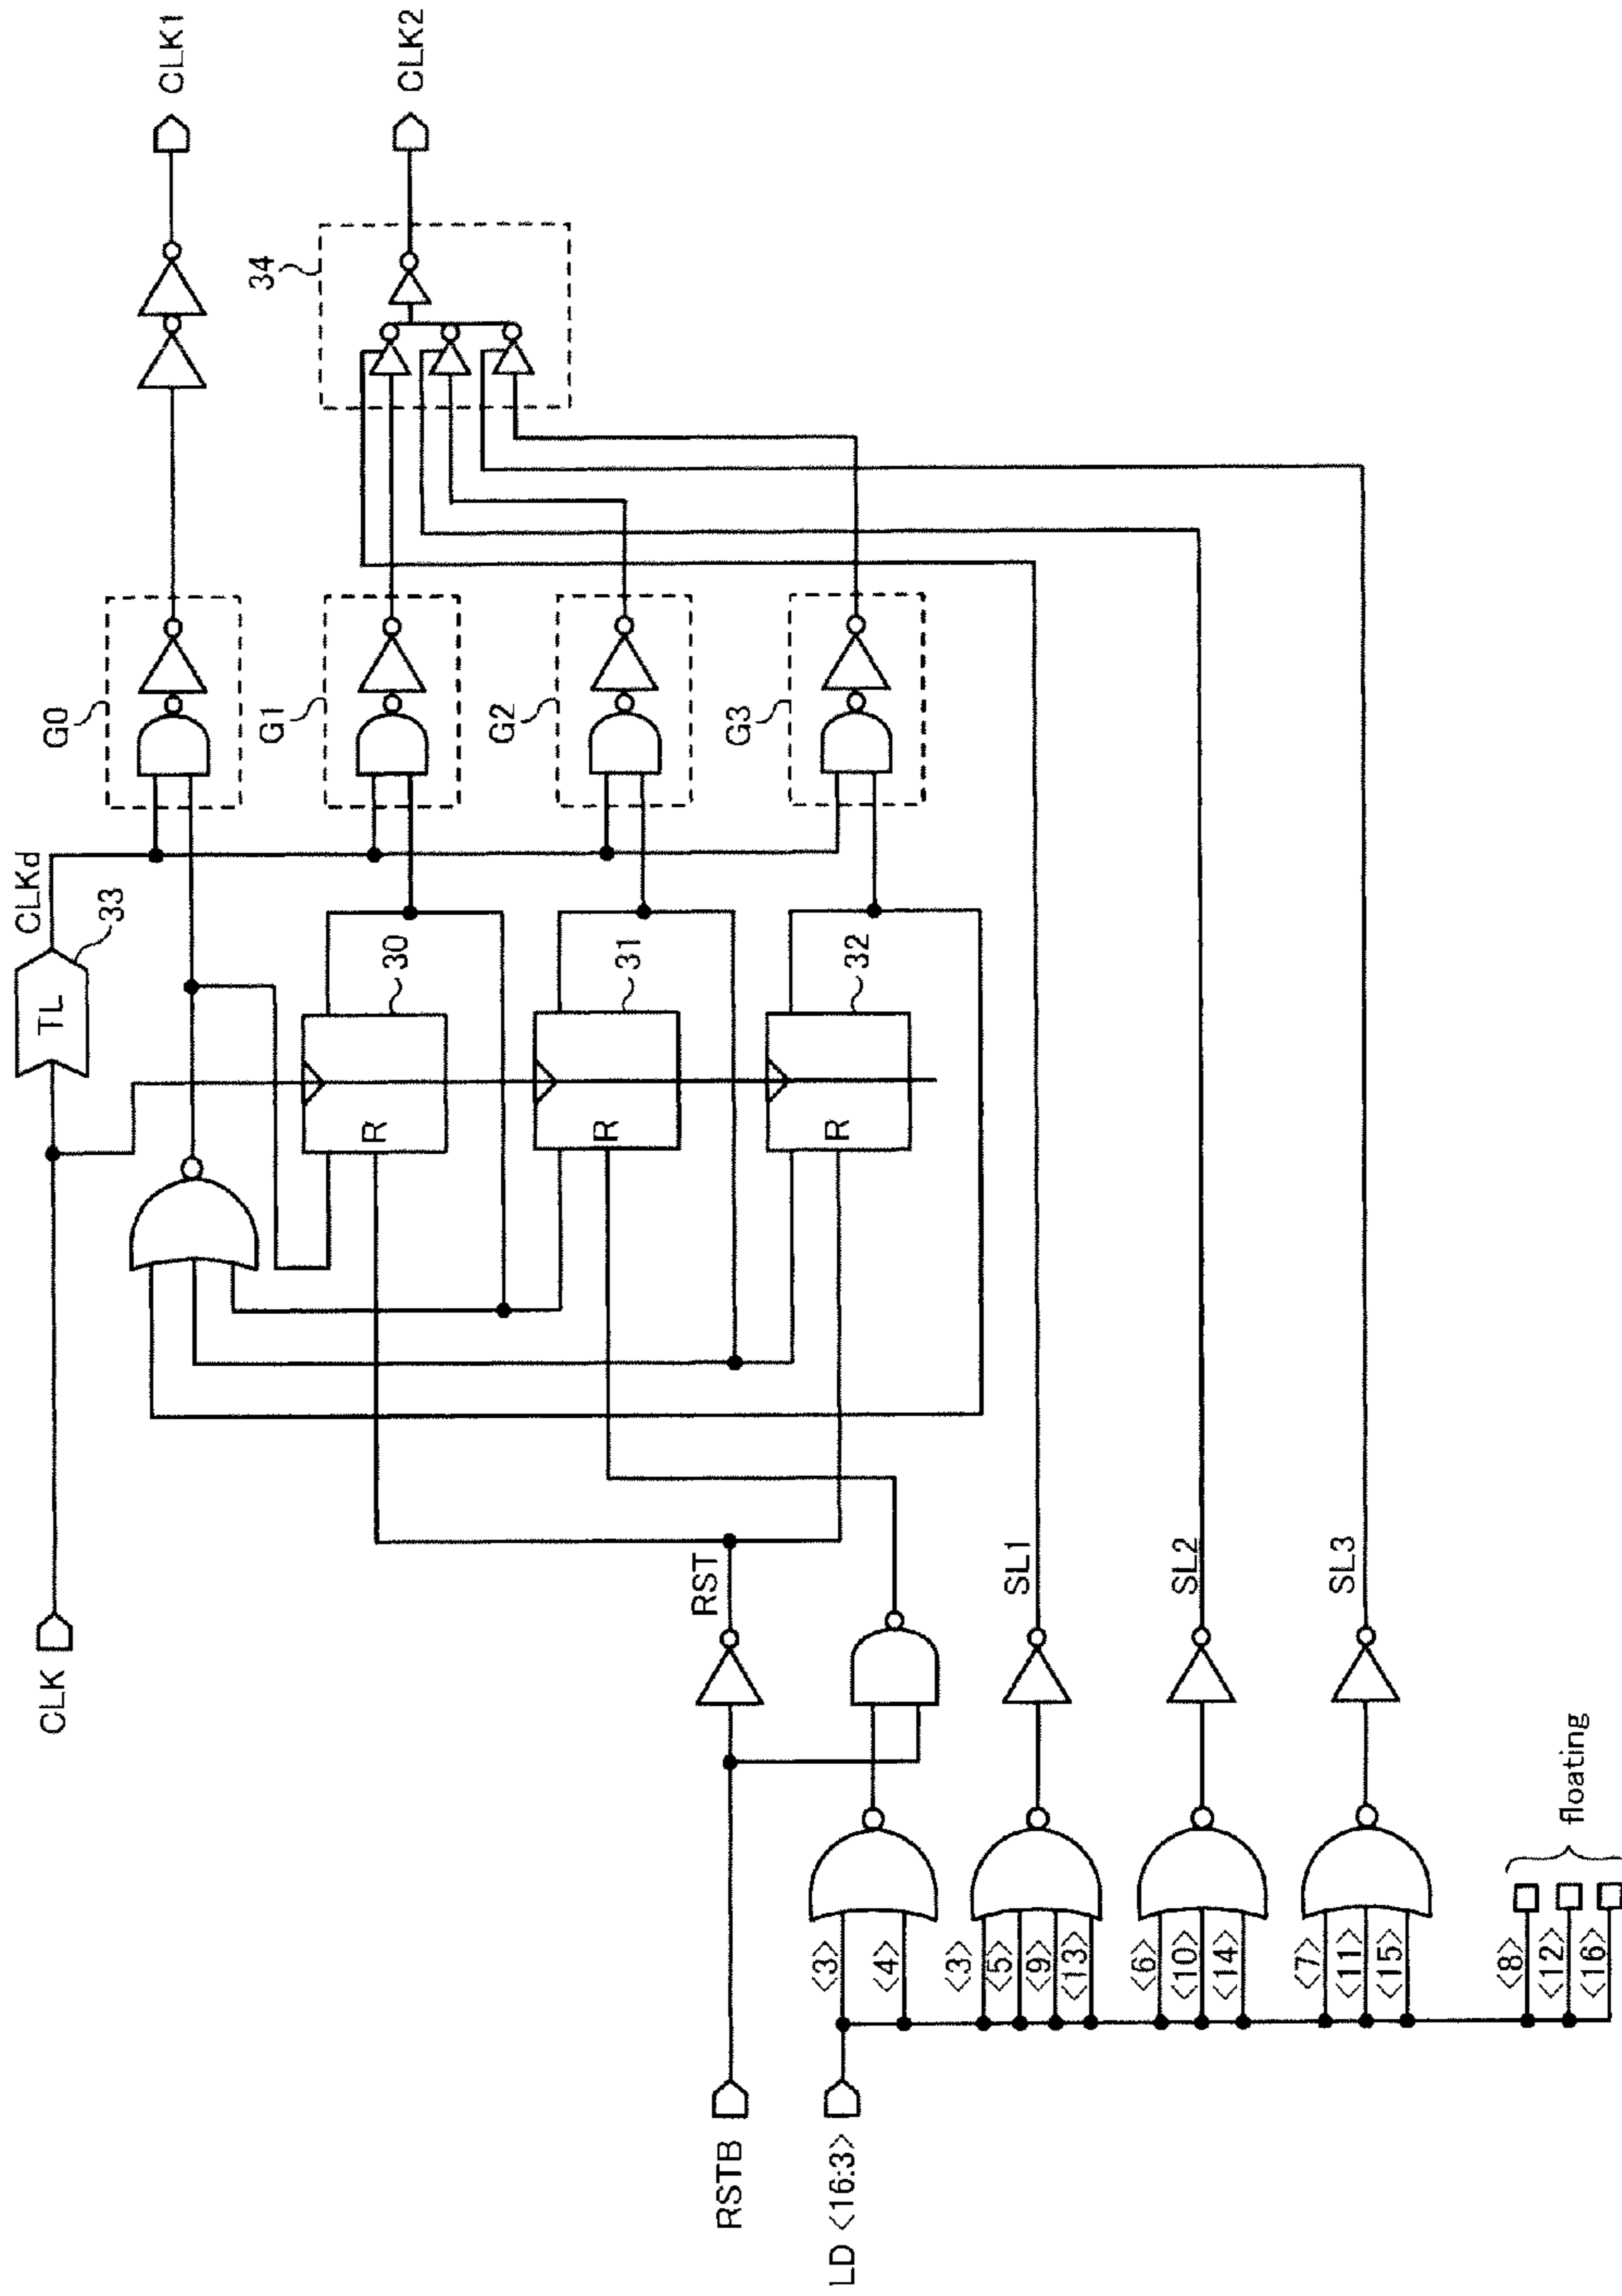 CLK
TL
CLKd
33
G0
CLK1
30
R
G1
34
CLK2
31
R
G2
32
R
G3
RSTB
RST
LD <16:3>
<3>
<4>
<3>
<5>
<9>
<13>
SL1
<6>
<10>
<14>
SL2
<7>
<11>
<15>
SL3
<8>
<12>
<16>
floating